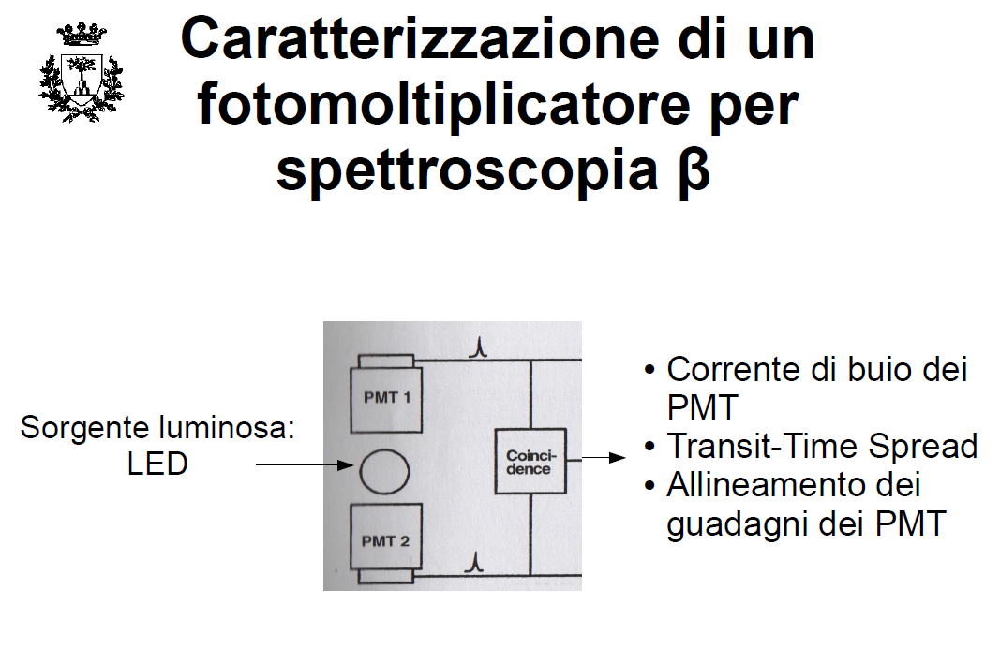 Caratterizzazione di un
fotomoltiplicatore per
spettroscopia β
Sorgente luminosa:
LED
PMT 1
PMT 2
Coinci-
dence
• Corrente di buio dei
PMT
• Transit-Time Spread
• Allineamento dei
guadagni dei PMT